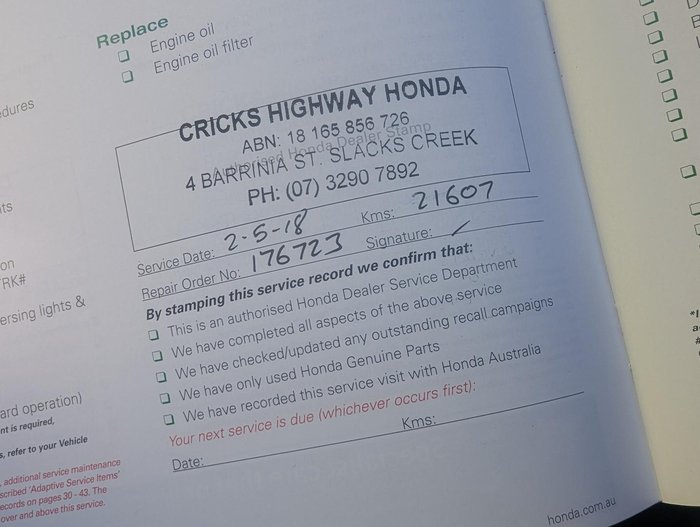 Replace
Engine oil
Engine oil filter
CRICKS HIGHWAY HONDA
ABN: 18 165 856 726
Authorised Honda Dealer Stamp
4 BARRINIA ST. SLACKS CREEK
PH: (07) 3290 7892
Service Date: 2-5-18 Kms: 21607
Repair Order No: 176723 Signature:
By stamping this service record we confirm that:
This is an authorised Honda Dealer Service Department
We have completed all aspects of the above service
We have checked/updated any outstanding recall campaigns
We have only used Honda Genuine Parts
We have recorded this service visit with Honda Australia
Your next service is due (whichever occurs first):
Date: Kms:
honda.com.au
edures
ts
on
RK#
ersing lights &
ard operation)
nt is required,
s, refer to your Vehicle
, additional service maintenance
scribed 'Adaptive Service Items'
ecords on pages 30 - 43. The
over and above this service.